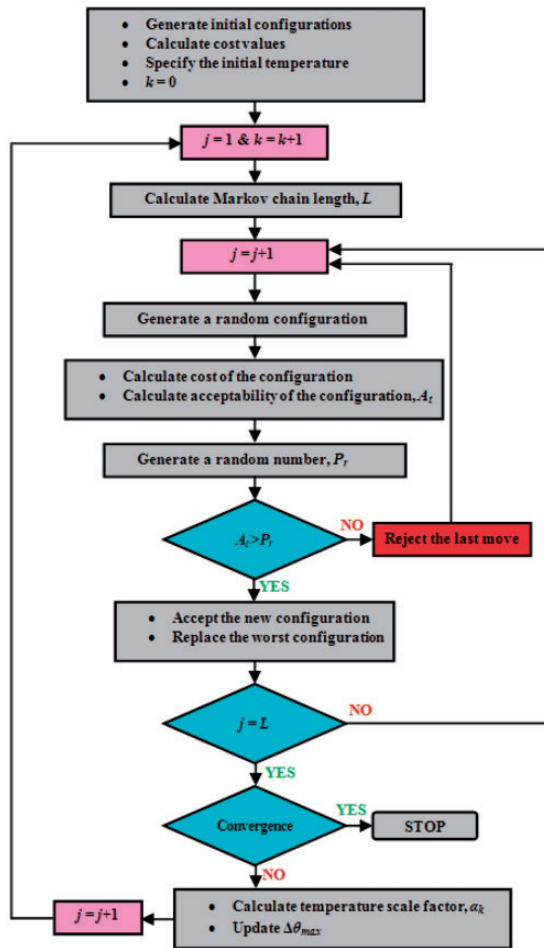 • Generate initial configurations
• Calculate cost values
• Specify the initial temperature
• k = 0
j = 1 & k = k+1
Calculate Markov chain length, L
j = j+1
Generate a random configuration
• Calculate cost of the configuration
• Calculate acceptability of the configuration, Aₜ
Generate a random number, Pᵣ
Aₜ>Pᵣ
NO
Reject the last move
YES
• Accept the new configuration
• Replace the worst configuration
j = L
NO
YES
Convergence
YES
STOP
NO
• Calculate temperature scale factor, αₖ
• Update Δθmax
j = j+1